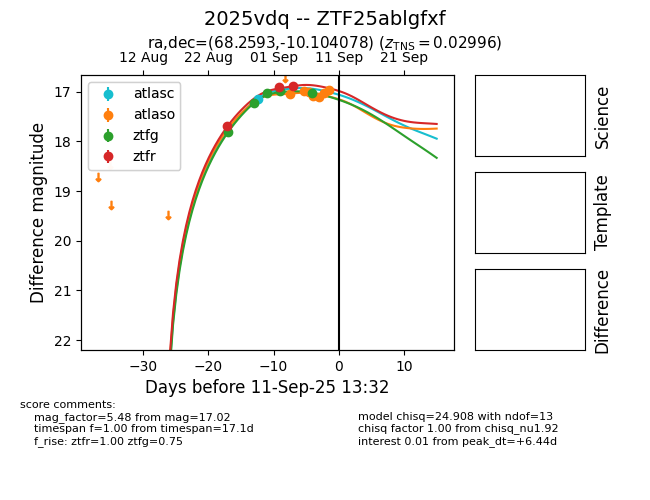 2025vdq -- ZTF25ablgfxf
ra,dec=(68.2593,-10.104078) (z_TNS = 0.02996)
12 Aug 22 Aug 01 Sep 11 Sep 21 Sep
atlasc
atlaso
ztfg
ztfr
17
18
19
20
21
22
Difference magnitude
−30 −20 −10 0 10
Days before 11-Sep-25 13:32
Science
Template
Difference
score comments:
mag_factor=5.48 from mag=17.02
timespan f=1.00 from timespan=17.1d
f_rise: ztfr=1.00 ztfg=0.75
model chisq=24.908 with ndof=13
chisq factor 1.00 from chisq_nu1.92
interest 0.01 from peak_dt=+6.44d